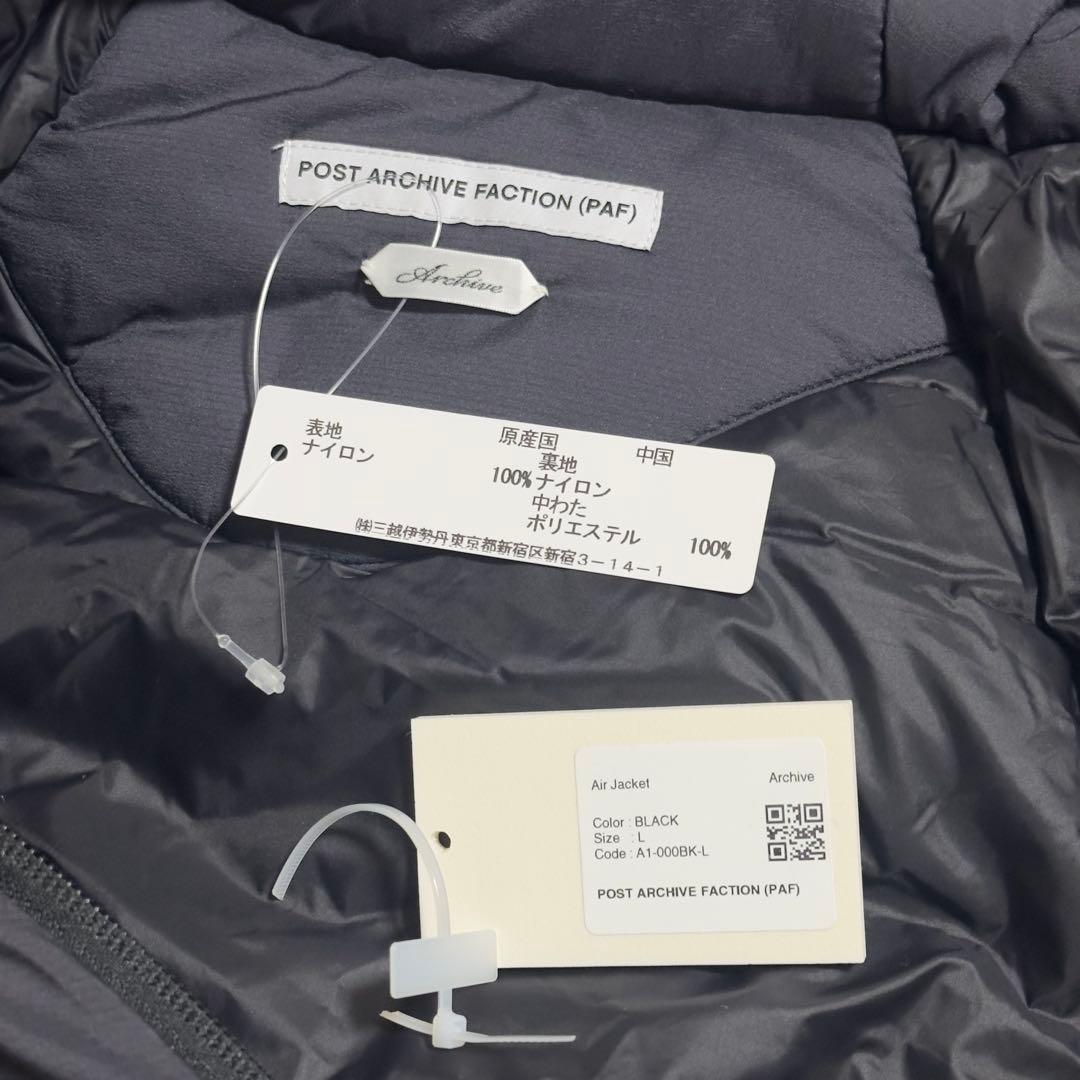 POST ARCHIVE FACTION (PAF)
Archive
表地 原産国 中国
ナイロン 裏地
100% ナイロン
中わた
ポリエステル 100%
㈱三越伊勢丹東京都新宿区新宿3-14-1
Air Jacket Archive
Color : BLACK
Size : L
Code : A1-000BK-L
POST ARCHIVE FACTION (PAF)